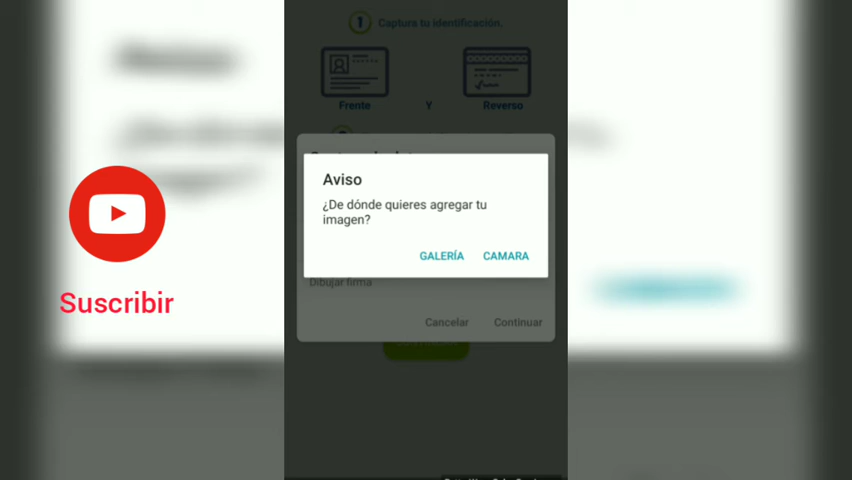 1 Captura tu identificación.
Frente Y Reverso
Aviso
¿De dónde quieres agregar tu
imagen?
GALERÍA CAMARA
Dibujar firma
Cancelar Continuar
Suscribir